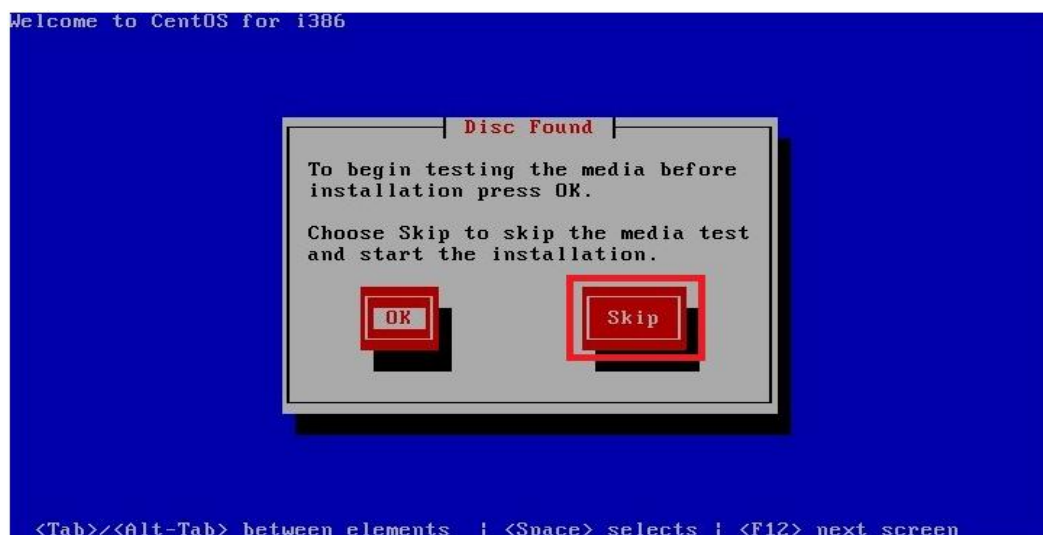 Welcome to CentOS for i386
Disc Found
To begin testing the media before
installation press OK.
Choose Skip to skip the media test
and start the installation.
OK Skip
<Tab>/<Alt-Tab> between elements | <Space> selects | <F12> next screen